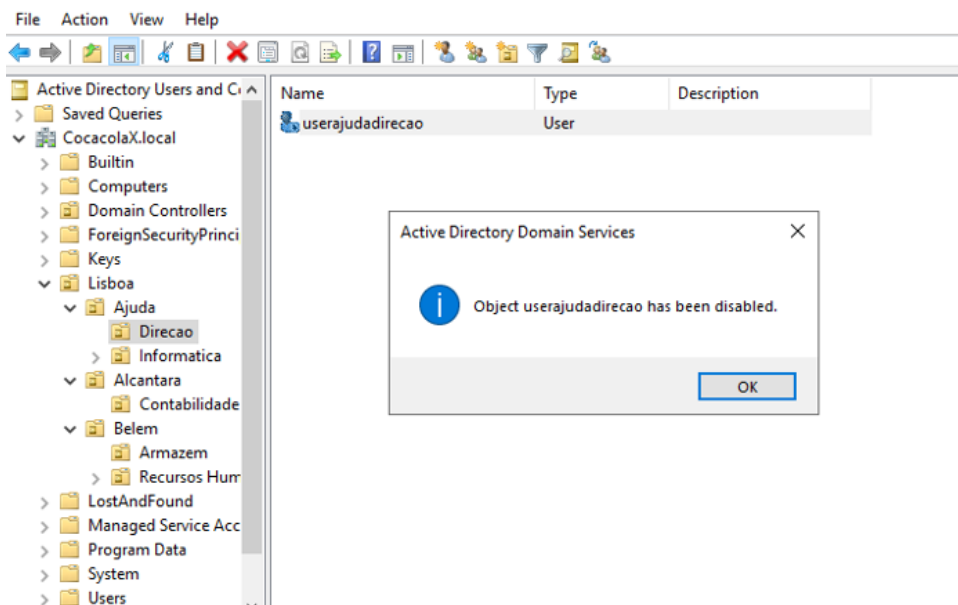 File Action View Help
Active Directory Users and Co
Name Type Description
Saved Queries
userajudadirecao User
CocacolaX.local
Builtin
Computers
Domain Controllers
ForeignSecurityPrinci
Keys
Lisboa
Ajuda
Direcao
Informatica
Alcantara
Contabilidade
Belem
Armazem
Recursos Hum
LostAndFound
Managed Service Acc
Program Data
System
Users
Active Directory Domain Services
Object userajudadirecao has been disabled.
OK